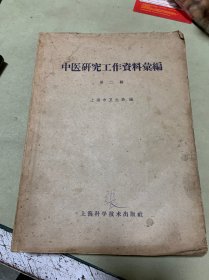 中医研究工作資料彙編
第二輯
上海市卫生局編
上海科学技术出版社